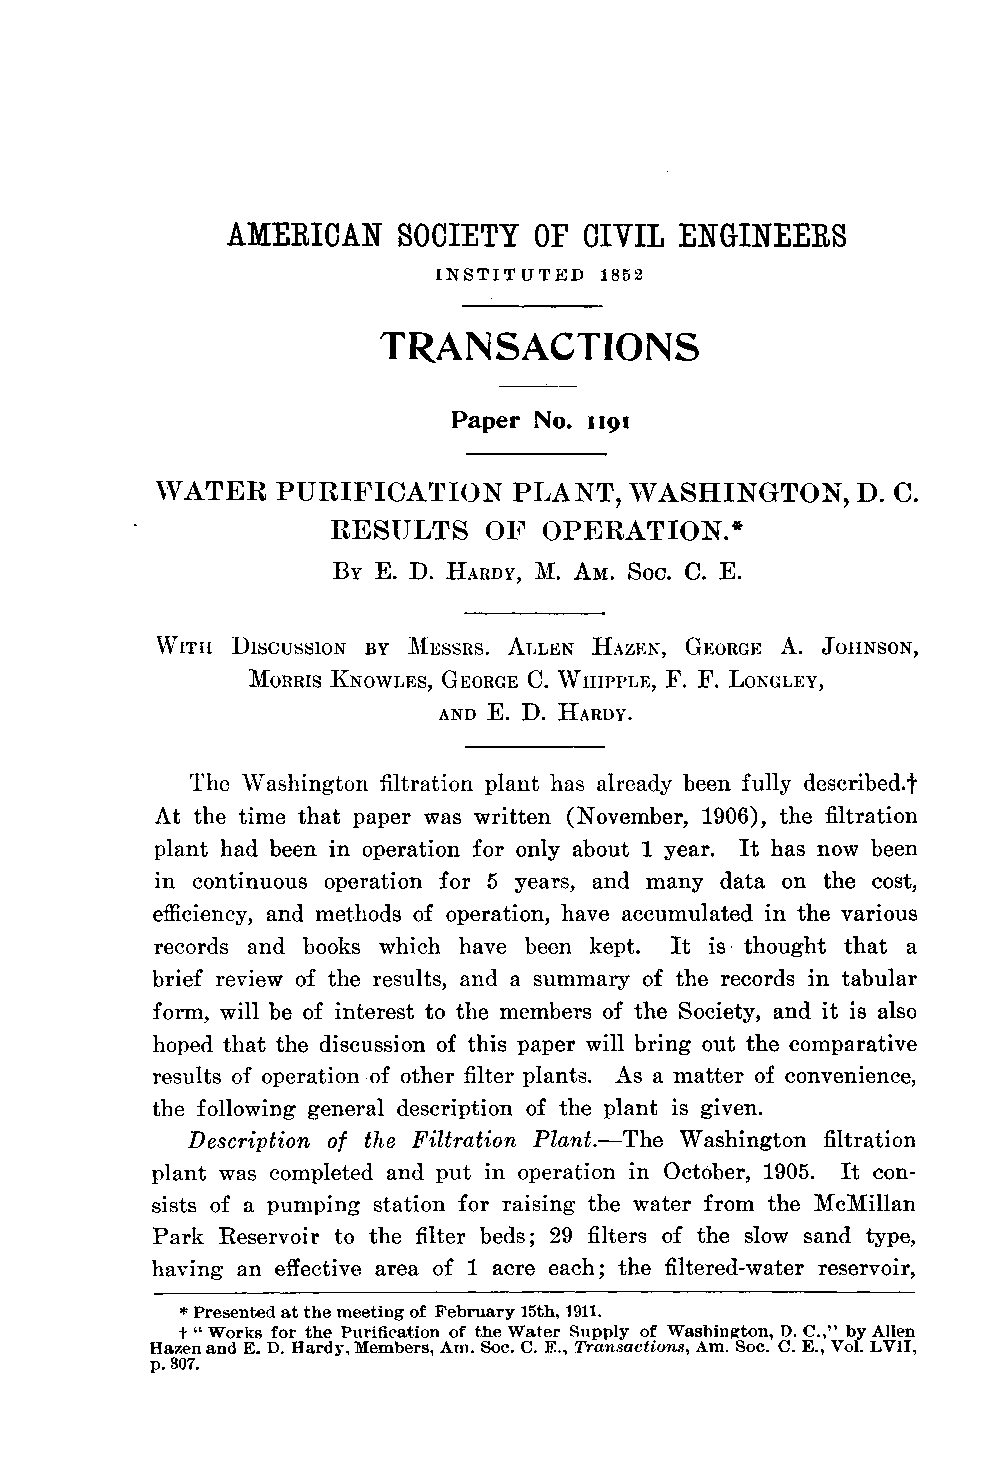 AMERICAN SOCIETY OF CIVIL ENGINEERS
INSTITUTED 1852
TRANSACTIONS
Paper No. 1191
WATER PURIFICATION PLANT, WASHINGTON, D. C.
RESULTS OF OPERATION.*
By E. D. Hardy, M. Am. Soc. C. E.
With Discussion by Messrs. Allen Hazen, George A. Johnson,
Morris Knowles, George C. Whipple, F. F. Longley,
and E. D. Hardy.
The Washington filtration plant has already been fully described.†
At the time that paper was written (November, 1906), the filtration
plant had been in operation for only about 1 year. It has now been
in continuous operation for 5 years, and many data on the cost,
efficiency, and methods of operation, have accumulated in the various
records and books which have been kept. It is thought that a
brief review of the results, and a summary of the records in tabular
form, will be of interest to the members of the Society, and it is also
hoped that the discussion of this paper will bring out the comparative
results of operation of other filter plants. As a matter of convenience,
the following general description of the plant is given.
Description of the Filtration Plant.—The Washington filtration
plant was completed and put in operation in October, 1905. It con-
sists of a pumping station for raising the water from the McMillan
Park Reservoir to the filter beds; 29 filters of the slow sand type,
having an effective area of 1 acre each; the filtered-water reservoir,
* Presented at the meeting of February 15th, 1911.
† "Works for the Purification of the Water Supply of Washington, D. C.," by Allen
Hazen and E. D. Hardy, Members, Am. Soc. C. E., Transactions, Am. Soc. C. E., Vol. LVII,
p. 307.